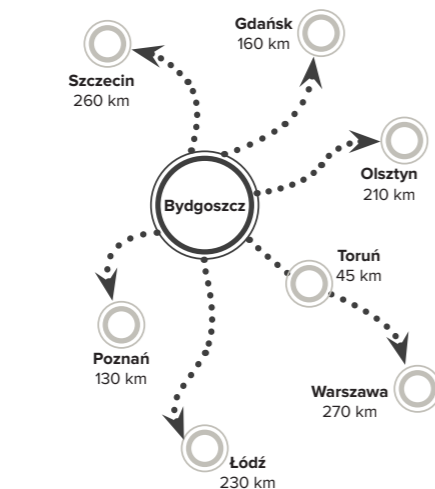 Gdańsk
160 km
Szczecin
260 km
Olsztyn
210 km
Bydgoszcz
Toruń
45 km
Poznań
130 km
Warszawa
270 km
Łódź
230 km